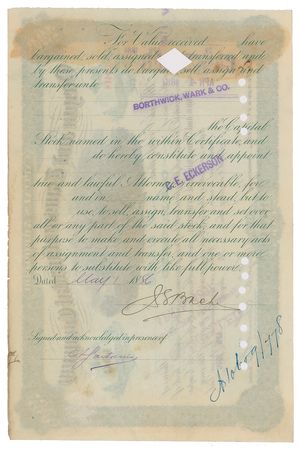 For Value received have
bargained, sold, assigned and transferred and
by these presents do bargain, sell, assign and
transfer unto
BORTHWICK, WARK & CO.
the Capital
Stock named in the within Certificate, and
do hereby constitute and appoint
C. E. ECKERSON
true and lawful Attorney, irrevocable, for
and in name and stead, but to
use, to sell, assign, transfer and set over
all or any part of the said stock, and for that
purpose to make and execute all necessary acts
of assignment and transfer, and one or more
persons to substitute with like full power.
Dated May 1 1886
J S Bache
Signed and acknowledged in presence of